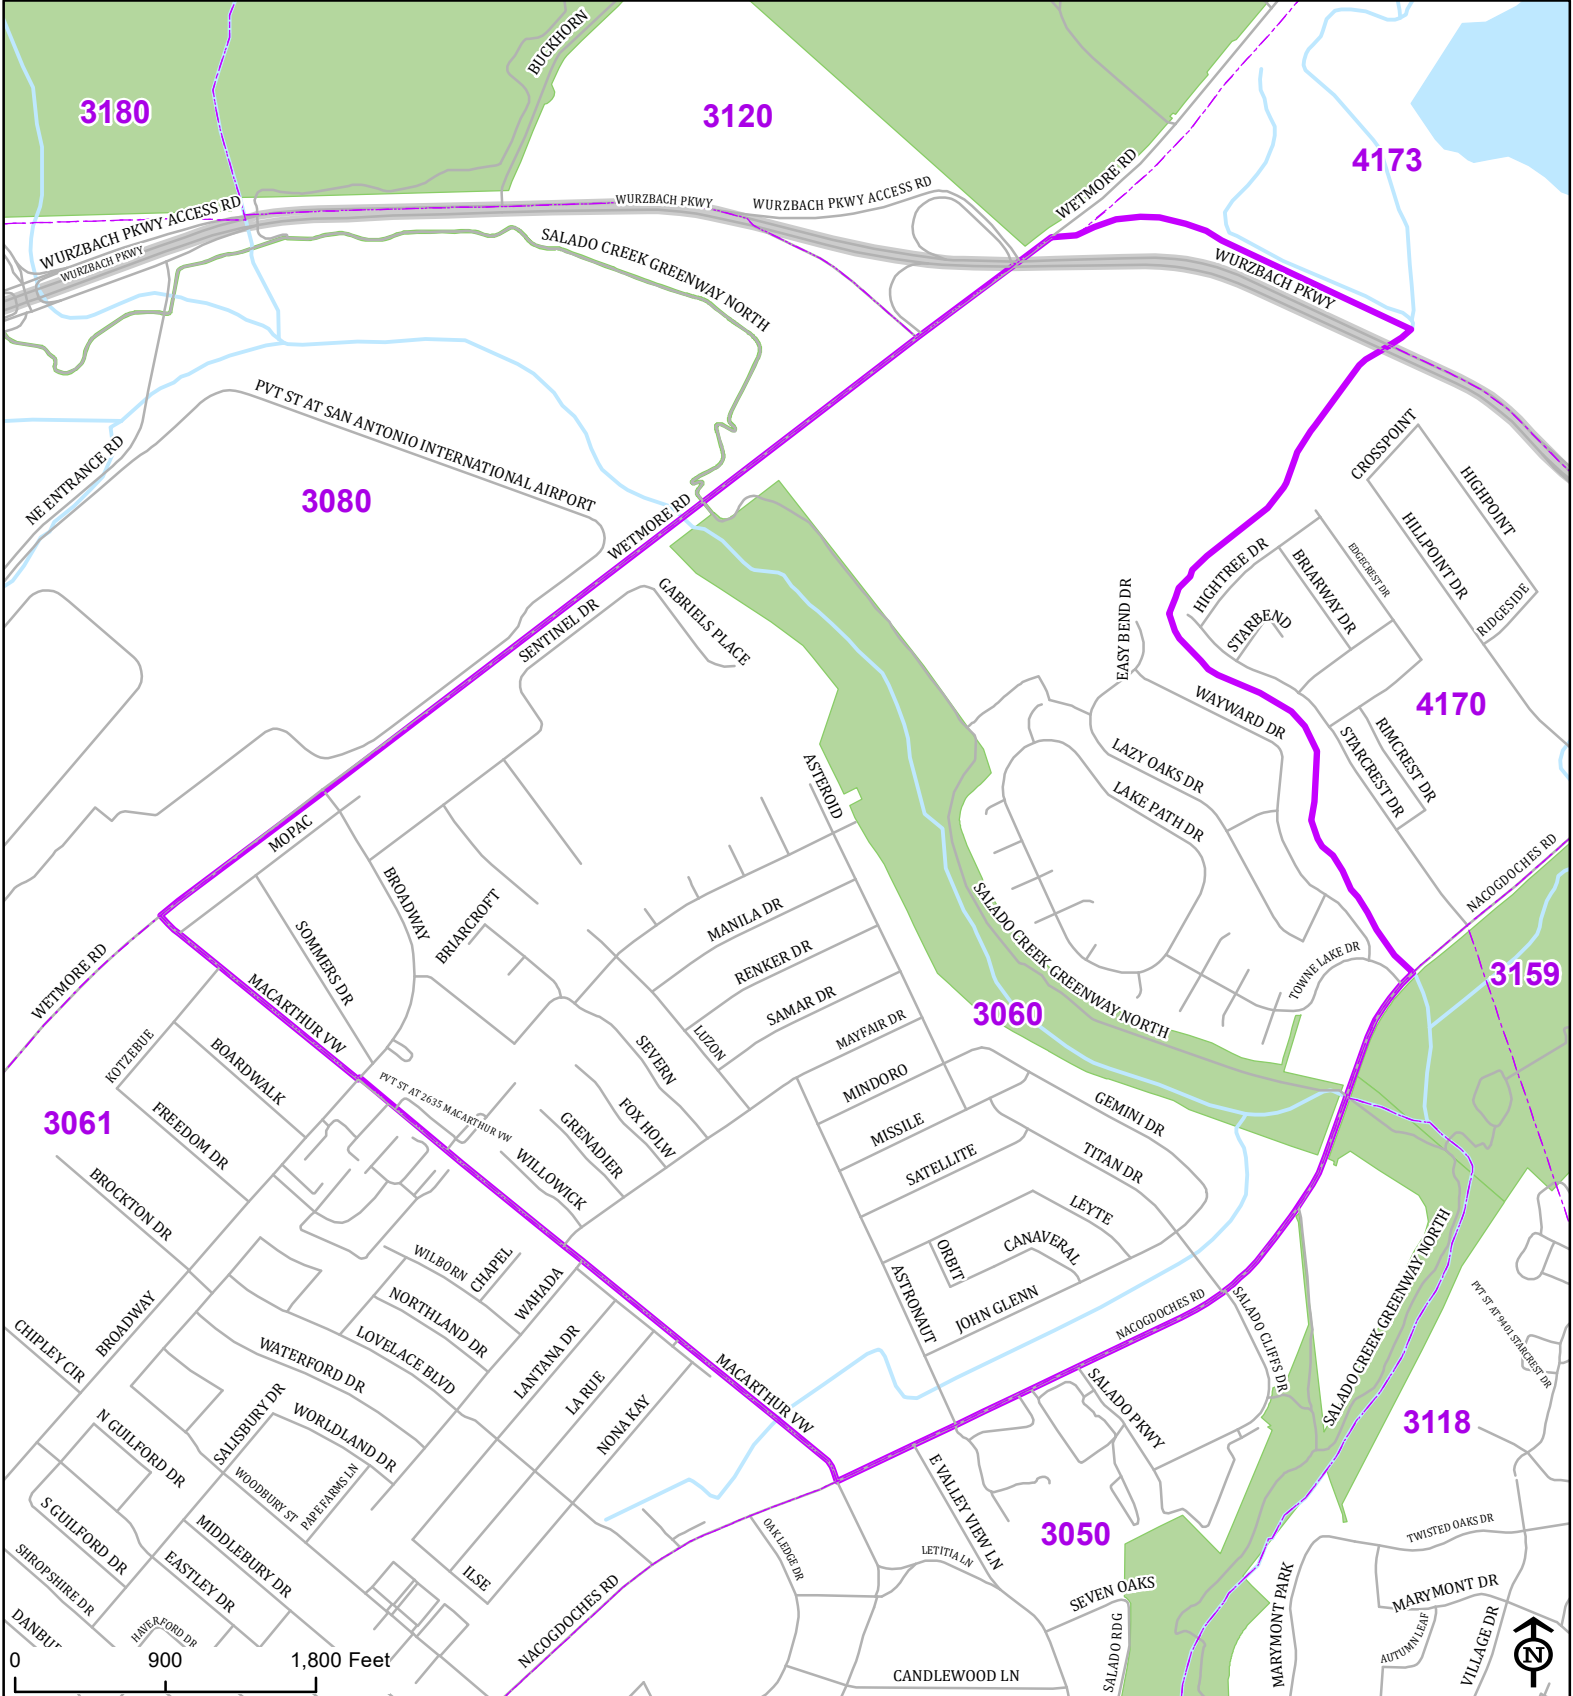 BUCKHORN
3180
3120
4173
WETMORE RD
WURZBACH PKWY ACCESS RD
WURZBACH PKWY
WURZBACH PKWY ACCESS RD
WURZBACH PKWY
SALADO CREEK GREENWAY NORTH
WURZBACH PKWY
PVT ST AT SAN ANTONIO INTERNATIONAL AIRPORT
NE ENTRANCE RD
3080
WETMORE RD
CROSSPOINT
HIGHPOINT
HILLPOINT DR
RIDGESIDE
EDGECREST DR
HIGHTREE DR
BRIARWAY DR
STARBEND
SENTINEL DR
GABRIELS PLACE
EASY BEND DR
WAYWARD DR
4170
RIMCREST DR
STARCREST DR
LAZY OAKS DR
LAKE PATH DR
ASTEROID
MOPAC
NACOGDOCHES RD
BROADWAY
BRIARCROFT
SOMMERS DR
MANILA DR
RENKER DR
SAMAR DR
MAYFAIR DR
SALADO CREEK GREENWAY NORTH
TOWNE LAKE DR
3159
3060
WETMORE RD
MACARTHUR VW
KOTZEBUE
BOARDWALK
LUZON
SEVERN
MINDORO
GEMINI DR
3061
FREEDOM DR
PVT ST AT 2635 MACARTHUR VW
FOX HOLW
GRENADIER
WILLOWICK
MISSILE
SATELLITE
TITAN DR
LEYTE
BROCKTON DR
WILBORN
CHAPEL
WAHADA
ORBIT
CANAVERAL
JOHN GLENN
ASTRONAUT
NACOGDOCHES RD
SALADO CLIFFS DR
SALADO CREEK GREENWAY NORTH
PVT ST AT 9401 STARCREST DR
NORTHLAND DR
LOVELACE BLVD
LANTANA DR
LARUE
NONA KAY
MACARTHUR VW
CHIPLEY CIR
BROADWAY
WATERFORD DR
WORLDLAND DR
SALISBURY DR
N GUILFORD DR
WOODBURY ST
PAPE FARMS LN
SALADO PKWY
3118
E VALLEY VIEW LN
3050
S GUILFORD DR
MIDDLEBURY DR
EASTLEY DR
SHROPSHIRE DR
HAVERFORD DR
DANBU
ILSE
OAK LEDGE DR
LETITIA LN
TWISTED OAKS DR
SEVEN OAKS
MARYMONT DR
MARYMONT PARK
AUTUMN LEAF
VILLAGE DR
SALADO RDG
NACOGDOCHES RD
CANDLEWOOD LN
0 900 1,800 Feet
N